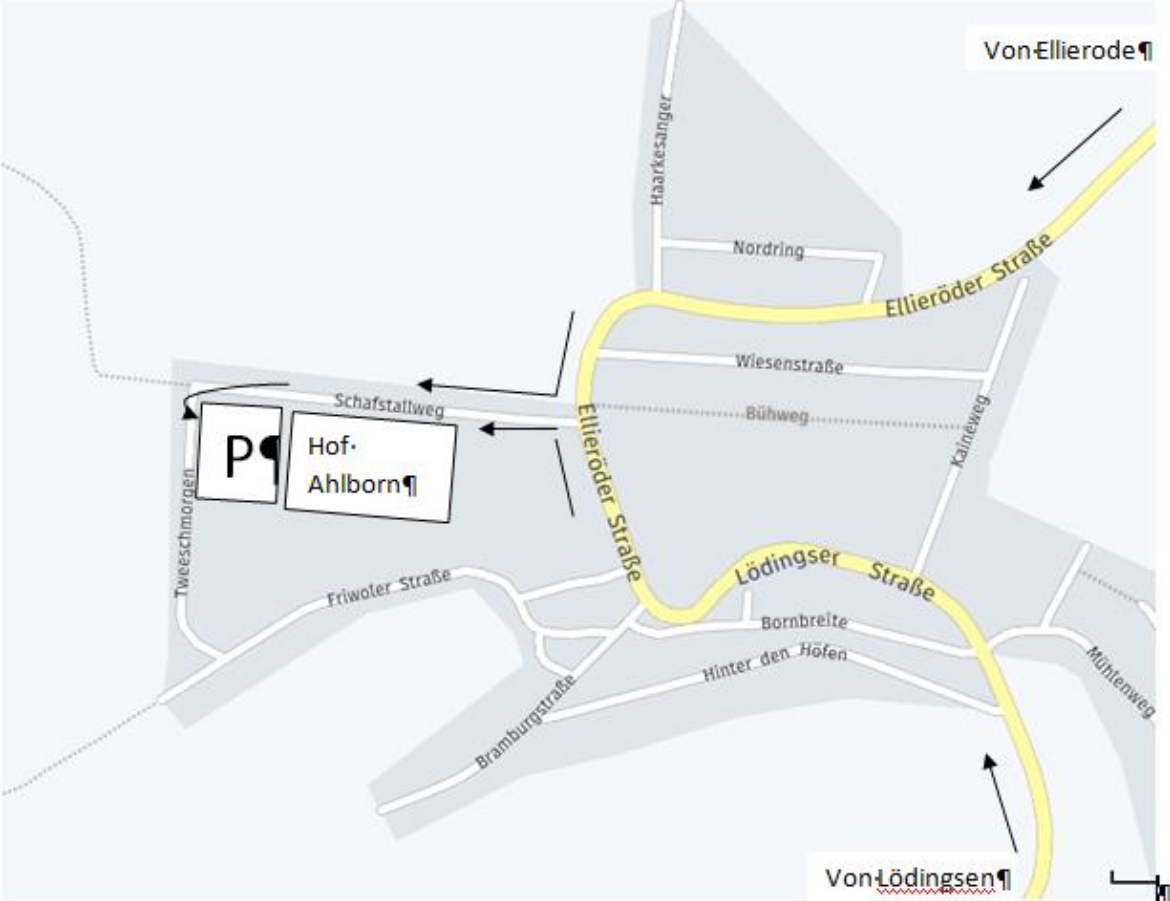 Von·Ellierode¶
Haarkesanger
Nordring
Ellieröder Straße
Wiesenstraße
Schafstallweg
Bühweg
Kaineweg
P¶
Hof·
Ahlborn¶
Ellieröder Straße
Tweeschmorgen
Friwoler Straße
Lödingser Straße
Bornbreite
Hinter den Höfen
Mühlenweg
Bramburgstraße
Von·Lödingsen¶
¶